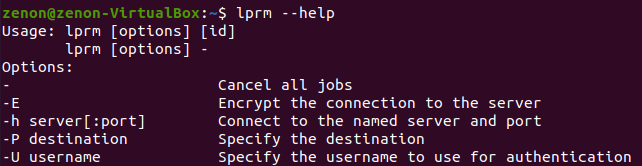 zenon@zenon-VirtualBox:~$ lprm --help
Usage: lprm [options] [id]
       lprm [options] -
Options:
-                       Cancel all jobs
-E                      Encrypt the connection to the server
-h server[:port]        Connect to the named server and port
-P destination          Specify the destination
-U username             Specify the username to use for authentication